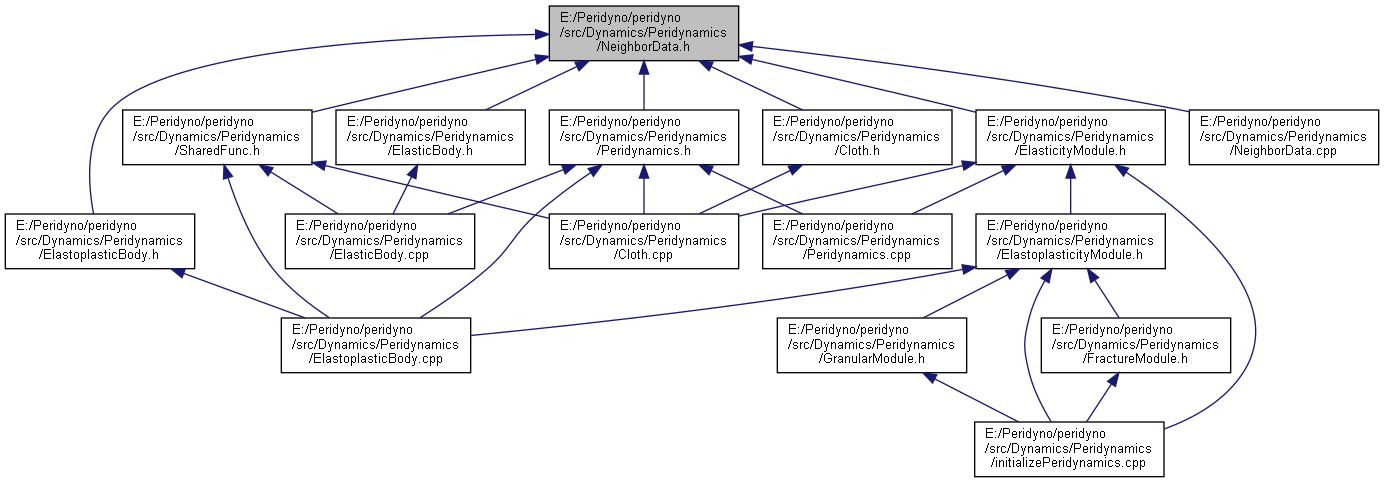 E:/Peridyno/peridyno
/src/Dynamics/Peridynamics
/NeighborData.h
E:/Peridyno/peridyno
/src/Dynamics/Peridynamics
/SharedFunc.h
E:/Peridyno/peridyno
/src/Dynamics/Peridynamics
/ElasticBody.h
E:/Peridyno/peridyno
/src/Dynamics/Peridynamics
/Peridynamics.h
E:/Peridyno/peridyno
/src/Dynamics/Peridynamics
/Cloth.h
E:/Peridyno/peridyno
/src/Dynamics/Peridynamics
/ElasticityModule.h
E:/Peridyno/peridyno
/src/Dynamics/Peridynamics
/NeighborData.cpp
E:/Peridyno/peridyno
/src/Dynamics/Peridynamics
/ElastoplasticBody.h
E:/Peridyno/peridyno
/src/Dynamics/Peridynamics
/ElasticBody.cpp
E:/Peridyno/peridyno
/src/Dynamics/Peridynamics
/Cloth.cpp
E:/Peridyno/peridyno
/src/Dynamics/Peridynamics
/Peridynamics.cpp
E:/Peridyno/peridyno
/src/Dynamics/Peridynamics
/ElastoplasticityModule.h
E:/Peridyno/peridyno
/src/Dynamics/Peridynamics
/ElastoplasticBody.cpp
E:/Peridyno/peridyno
/src/Dynamics/Peridynamics
/GranularModule.h
E:/Peridyno/peridyno
/src/Dynamics/Peridynamics
/FractureModule.h
E:/Peridyno/peridyno
/src/Dynamics/Peridynamics
/initializePeridynamics.cpp